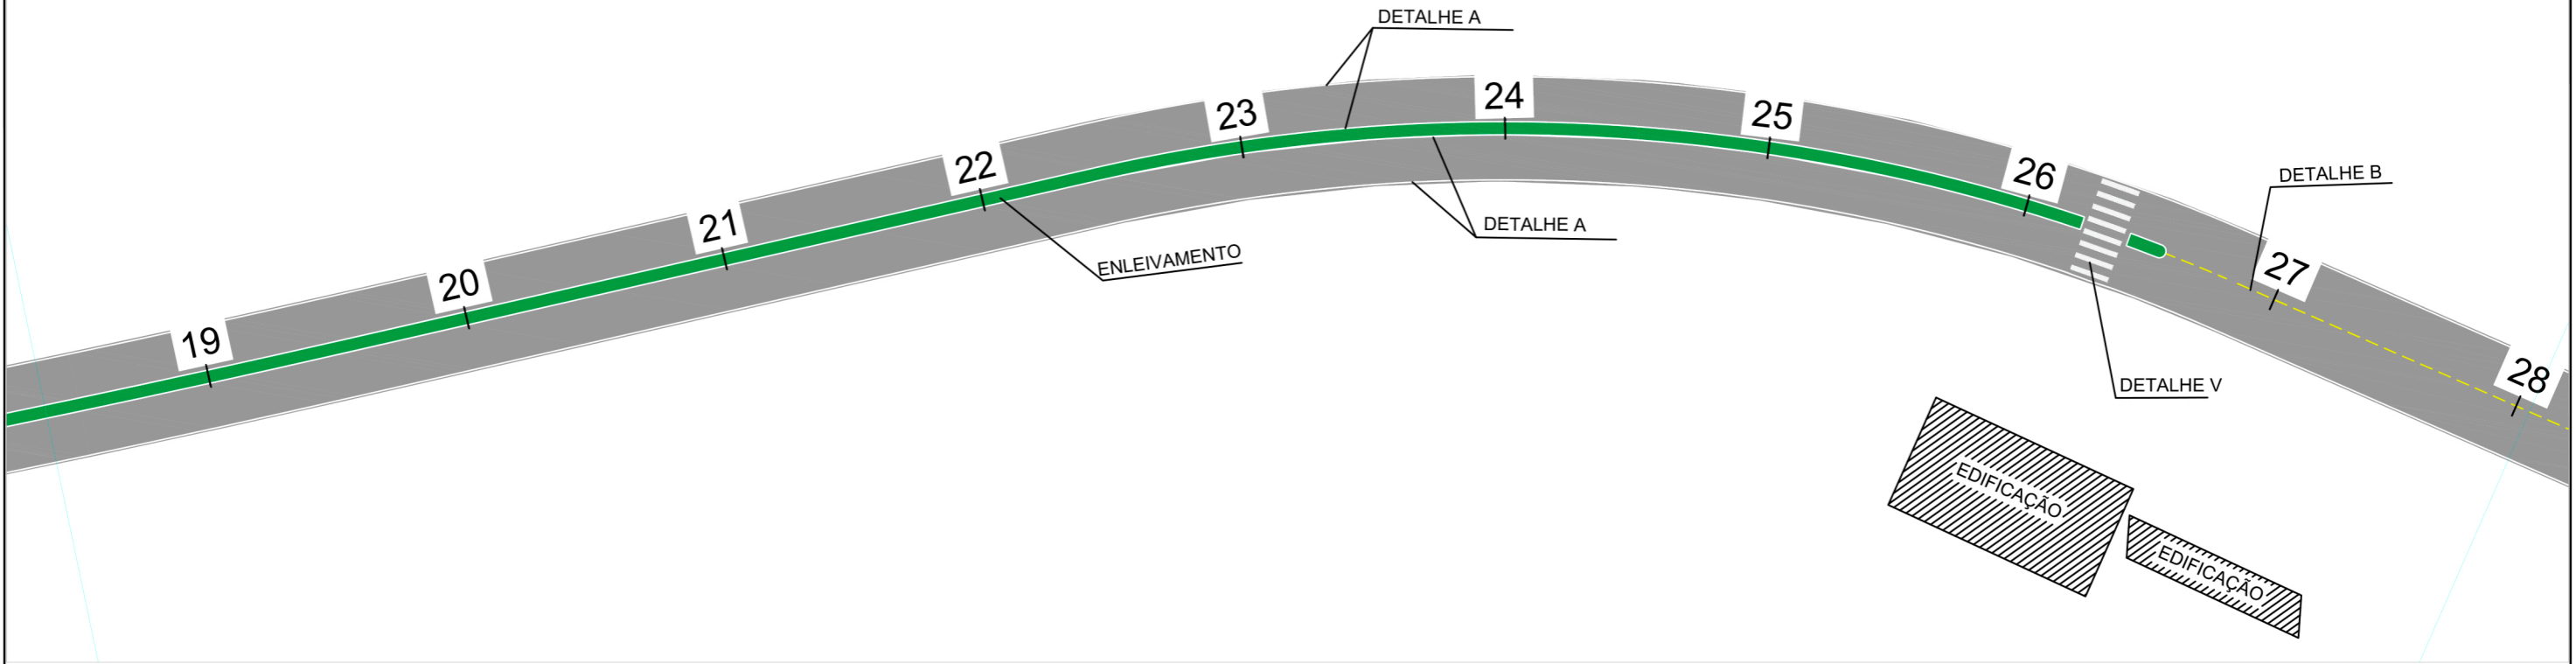 DETALHE A
24
23
25
22
26
DETALHE B
21
DETALHE A
ENLEIVAMENTO
27
20
19
28
DETALHE V
EDIFICAÇÃO
EDIFICAÇÃO